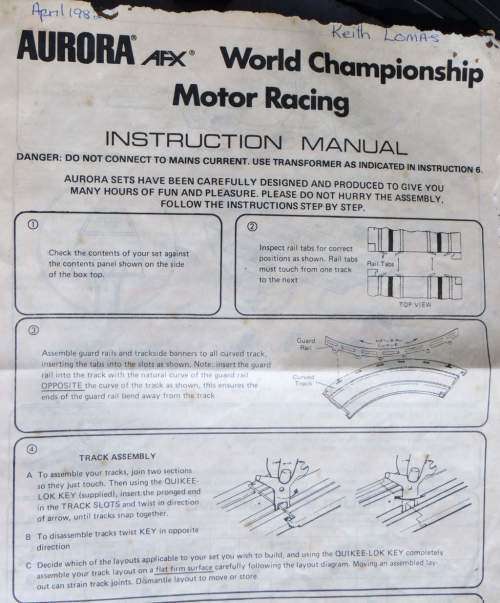 April 198
Keith LOMAS
AURORA® AFX® World Championship
Motor Racing
INSTRUCTION MANUAL
DANGER: DO NOT CONNECT TO MAINS CURRENT. USE TRANSFORMER AS INDICATED IN INSTRUCTION 6.
AURORA SETS HAVE BEEN CAREFULLY DESIGNED AND PRODUCED TO GIVE YOU
MANY HOURS OF FUN AND PLEASURE. PLEASE DO NOT HURRY THE ASSEMBLY,
FOLLOW THE INSTRUCTIONS STEP BY STEP.
①
Check the contents of your set against
the contents panel shown on the side
of the box top.
②
Inspect rail tabs for correct
positions as shown. Rail tabs
must touch from one track
to the next
Rail Tabs
TOP VIEW
③
Assemble guard rails and trackside banners to all curved track,
inserting the tabs into the slots as shown. Note: insert the guard
rail into the track with the natural curve of the guard rail
OPPOSITE the curve of the track as shown, this ensures the
ends of the guard rail bend away from the track
Guard
Rail
Curved
Track
④
TRACK ASSEMBLY
A To assemble your tracks, join two sections
so they just touch. Then using the QUIKEE-
LOK KEY (supplied), insert the pronged end
in the TRACK SLOTS and twist in direction
of arrow, until tracks snap together.
B To disassemble tracks twist KEY in opposite
direction
C Decide which of the layouts applicable to your set you wish to build, and using the QUIKEE-LOK KEY completely
assemble your track layout on a flat firm surface carefully following the layout diagram. Moving an assembled lay-
out can strain track joints. Dismantle layout to move or store